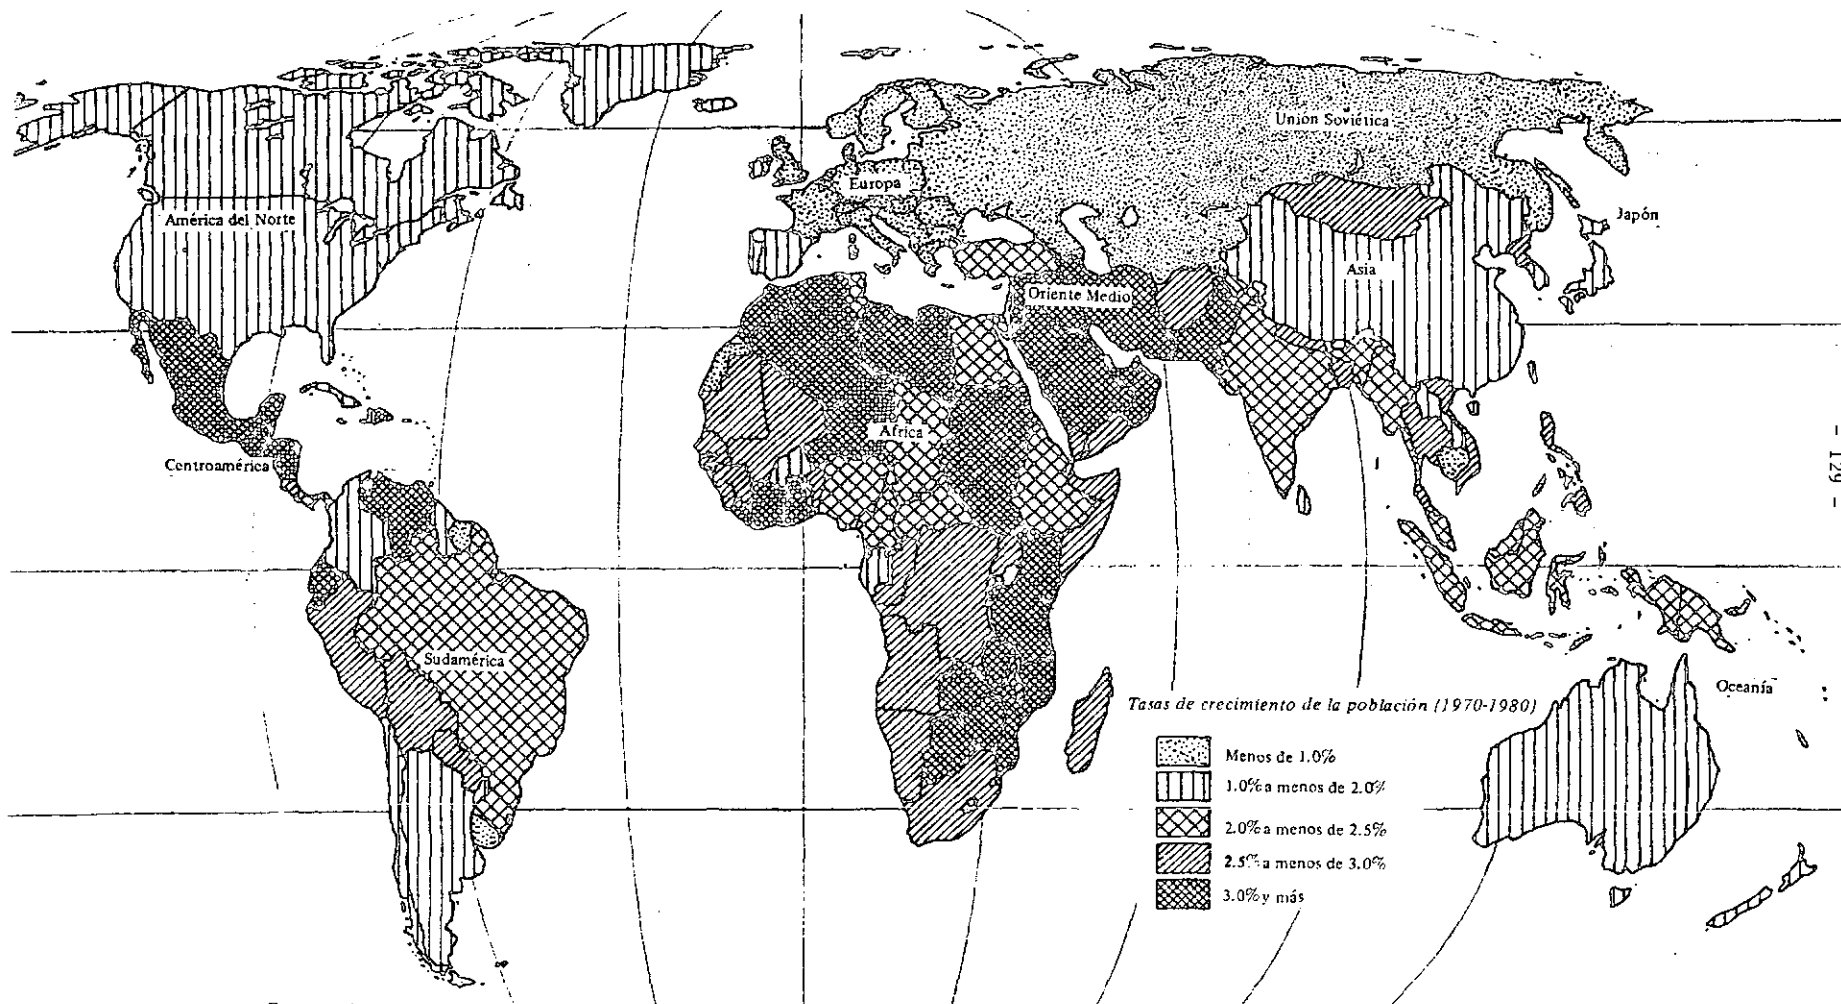 Unión Soviética
Europa
América del Norte
Japón
Asia
Oriente Medio
Africa
Centroamérica
- 129 -
Sudamérica
Oceanía
Tasas de crecimiento de la población (1970-1980)
Menos de 1.0%
1.0% a menos de 2.0%
2.0% a menos de 2.5%
2.5% a menos de 3.0%
3.0% y más